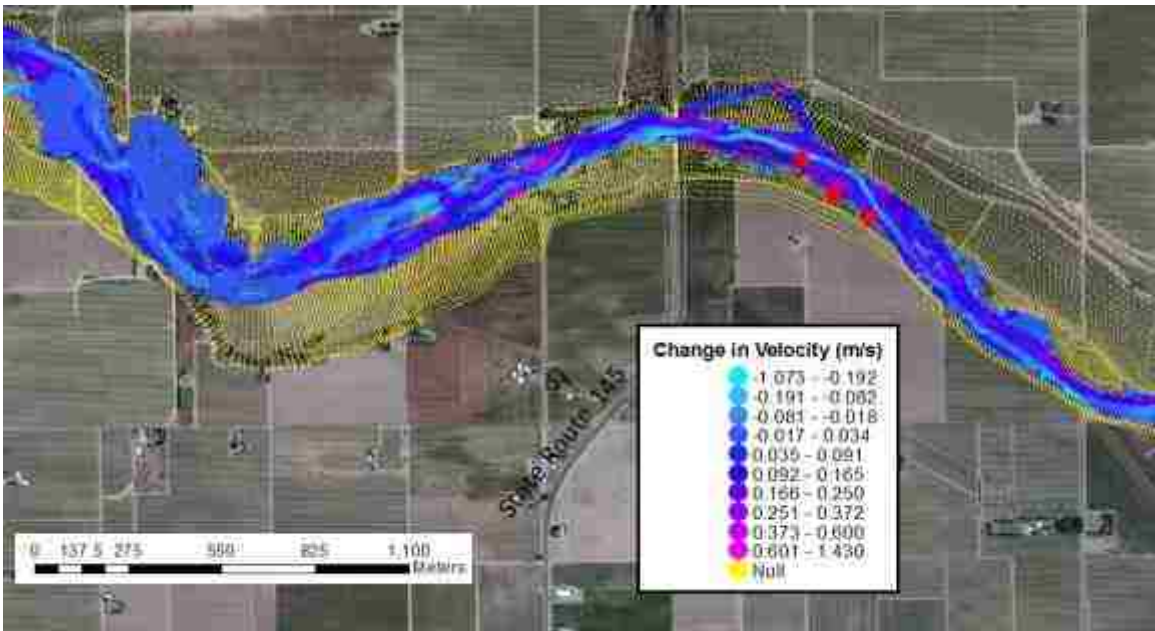 Change in Velocity (m/s)
-1.073 - -0.192
-0.191 - -0.082
-0.081 - -0.018
-0.017 - 0.034
0.035 - 0.091
0.092 - 0.165
0.166 - 0.250
0.251 - 0.372
0.373 - 0.600
0.601 - 1.430
Null
State Route 145
0 137.5 275 550 825 1,100
Meters